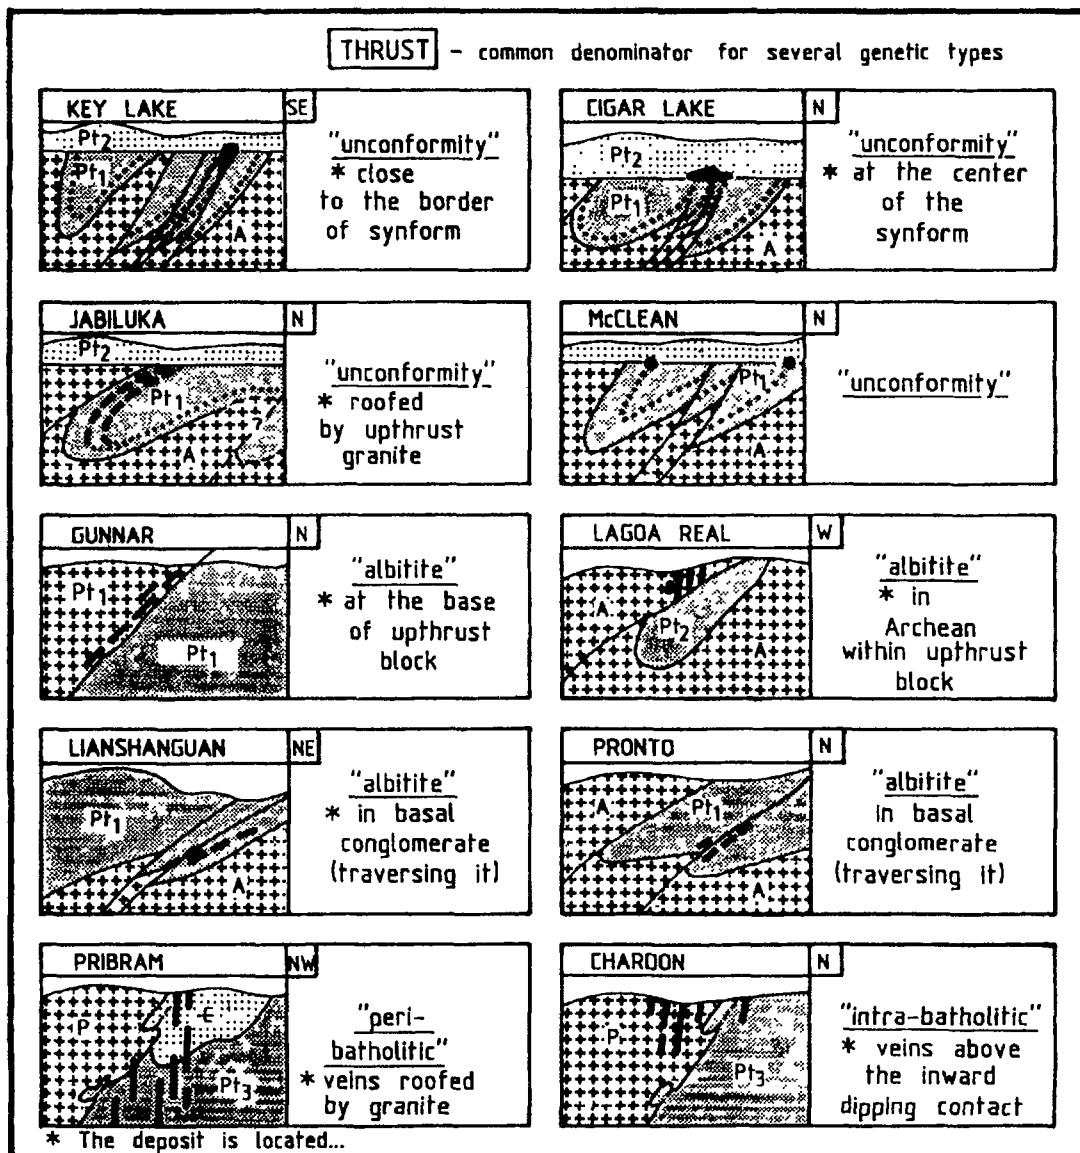 THRUST - common denominator for several genetic types
KEY LAKE SE
Pt2
Pt1
A
"unconformity"
* close
to the border
of synform
CIGAR LAKE N
Pt2
Pt1
A
"unconformity"
* at the center
of the
synform
JABILUKA N
Pt2
Pt1
?
A
"unconformity"
* roofed
by upthrust
granite
McCLEAN N
Pt1
A
"unconformity"
GUNNAR N
Pt1
Pt1
"albitite"
* at the base
of upthrust
block
LAGOA REAL W
A
Pt2
A
"albitite"
* in
Archean
within upthrust
block
LIANSHANGUAN NE
Pt1
A
"albitite"
* in basal
conglomerate
(traversing it)
PRONTO N
A
Pt1
A
"albitite"
in basal
conglomerate
(traversing it)
PRIBRAM NW
P
Є
Pt3
"peri-
batholitic"
* veins roofed
by granite
CHARDON N
P
Pt3
"intra-batholitic"
* veins above
the inward
dipping contact
* The deposit is located...